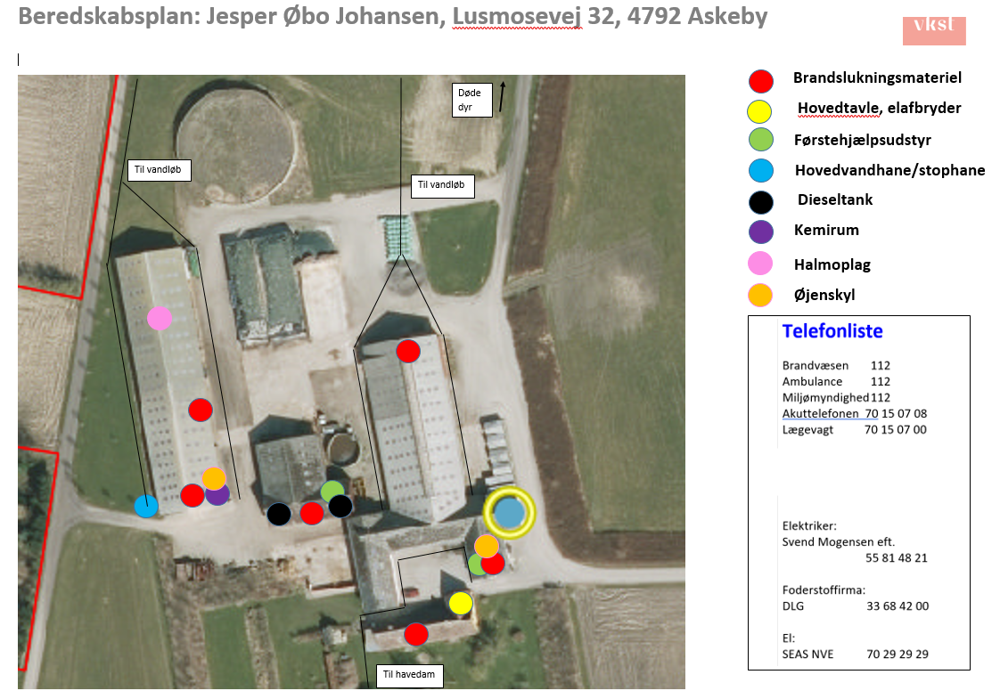 Beredskabsplan: Jesper Øbo Johansen, Lusmosevej 32, 4792 Askeby
vkst
Døde
dyr
Til vandløb
Til vandløb
Til havedam
Brandslukningsmateriel
Hovedtavle, elafbryder
Førstehjælpsudstyr
Hovedvandhane/stophane
Dieseltank
Kemirum
Halmoplag
Øjenskyl
Telefonliste
Brandvæsen 112
Ambulance 112
Miljømyndighed 112
Akuttelefonen 70 15 07 08
Lægevagt 70 15 07 00
Elektriker:
Svend Mogensen eft.
55 81 48 21
Foderstoffirma:
DLG 33 68 42 00
El:
SEAS NVE 70 29 29 29